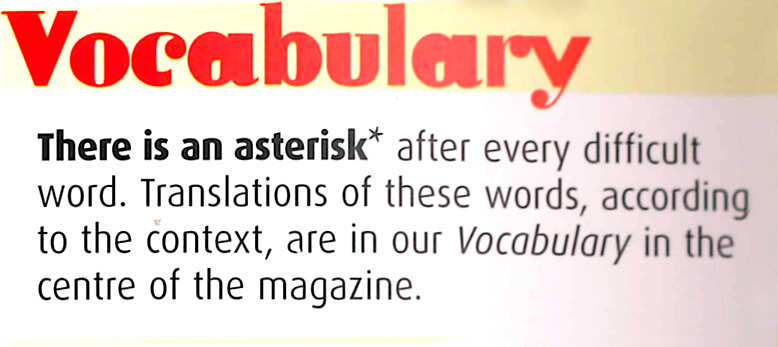 Vocabulary
There is an asterisk* after every difficult
word. Translations of these words, according
to the context, are in our Vocabulary in the
centre of the magazine.